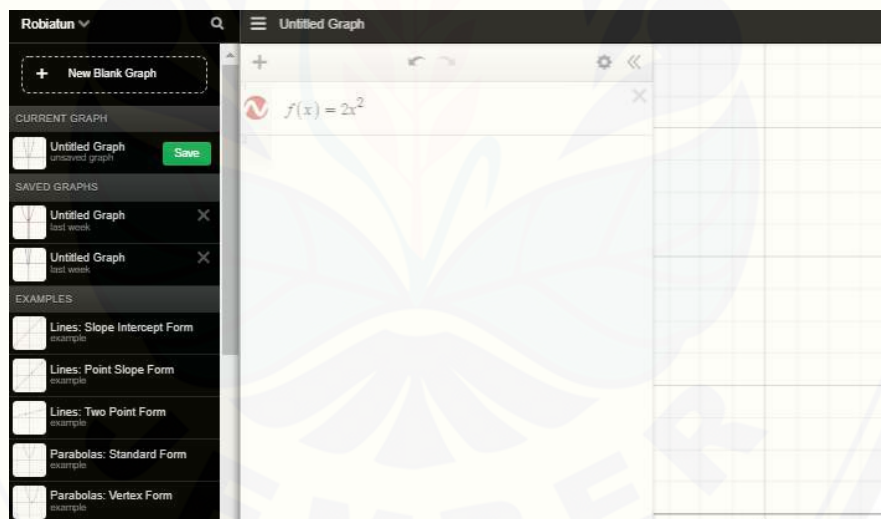 Robiatun
Untitled Graph
+ New Blank Graph
CURRENT GRAPH
Untitled Graph
unsaved graph
Save
SAVED GRAPHS
Untitled Graph
last week
Untitled Graph
last week
EXAMPLES
Lines: Slope Intercept Form
example
Lines: Point Slope Form
example
Lines: Two Point Form
example
Parabolas: Standard Form
example
Parabolas: Vertex Form
example
f(x) = 2x²
JEMBER